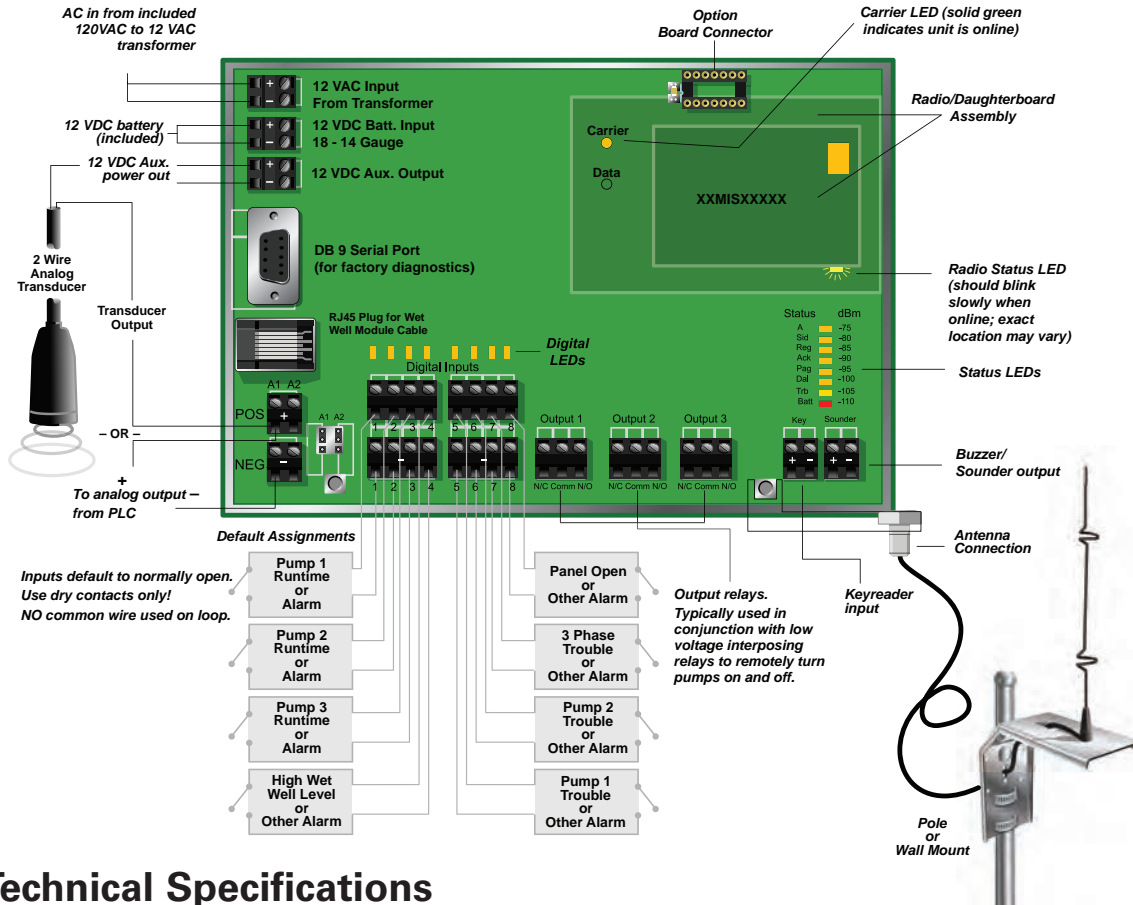 AC in from included
120VAC to 12 VAC
transformer
Option
Board Connector
Carrier LED (solid green
indicates unit is online)
12 VAC Input
From Transformer
12 VDC battery
(included)
12 VDC Batt. Input
18 - 14 Gauge
12 VDC Aux.
power out
12 VDC Aux. Output
Carrier
Data
XXMISXXXXX
Radio/Daughterboard
Assembly
2 Wire
Analog
Transducer
Transducer
Output
DB 9 Serial Port
(for factory diagnostics)
RJ45 Plug for Wet
Well Module Cable
Digital
LEDs
Digital Inputs
Radio Status LED
(should blink
slowly when
online; exact
location may vary)
Status dBm
A -75
Sid -80
Reg -85
Ack -90
Pag -95
Dal -100
Trb -105
Batt -110
Status LEDs
A1 A2
POS +
NEG -
A1 A2
– OR –
+
To analog output –
from PLC
1 2 3 4 5 6 7 8
- -
1 2 3 4 5 6 7 8
Output 1 Output 2 Output 3
N/C Comm N/O N/C Comm N/O N/C Comm N/O
Key Sounder
+ - + -
Buzzer/
Sounder output
Antenna
Connection
Keyreader
input
Default Assignments
Inputs default to normally open.
Use dry contacts only!
NO common wire used on loop.
Pump 1
Runtime
or
Alarm
Pump 2
Runtime
or
Alarm
Pump 3
Runtime
or
Alarm
High Wet
Well Level
or
Other Alarm
Panel Open
or
Other Alarm
3 Phase
Trouble
or
Other Alarm
Pump 2
Trouble
or
Other Alarm
Pump 1
Trouble
or
Other Alarm
Output relays.
Typically used in
conjunction with low
voltage interposing
relays to remotely turn
pumps on and off.
Pole
or
Wall Mount
Technical Specifications